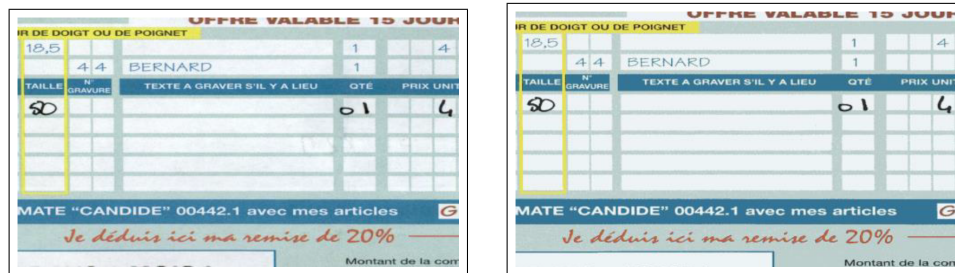 OFFRE VALABLE 15 JOUR
R DE DOIGT OU DE POIGNET
18,5 1 4
4 4 BERNARD 1
TAILLE N° GRAVURE TEXTE A GRAVER S'IL Y A LIEU QTÉ PRIX UNIT
50 01 4
MATE "CANDIDE" 00442.1 avec mes articles G
Je déduis ici ma remise de 20%
Montant de la com
OFFRE VALABLE 15 JOUR
R DE DOIGT OU DE POIGNET
18,5 1 4
4 4 BERNARD 1
TAILLE N° GRAVURE TEXTE A GRAVER S'IL Y A LIEU QTÉ PRIX UNIT
50 01 4
MATE "CANDIDE" 00442.1 avec mes articles G
Je déduis ici ma remise de 20%
Montant de la com